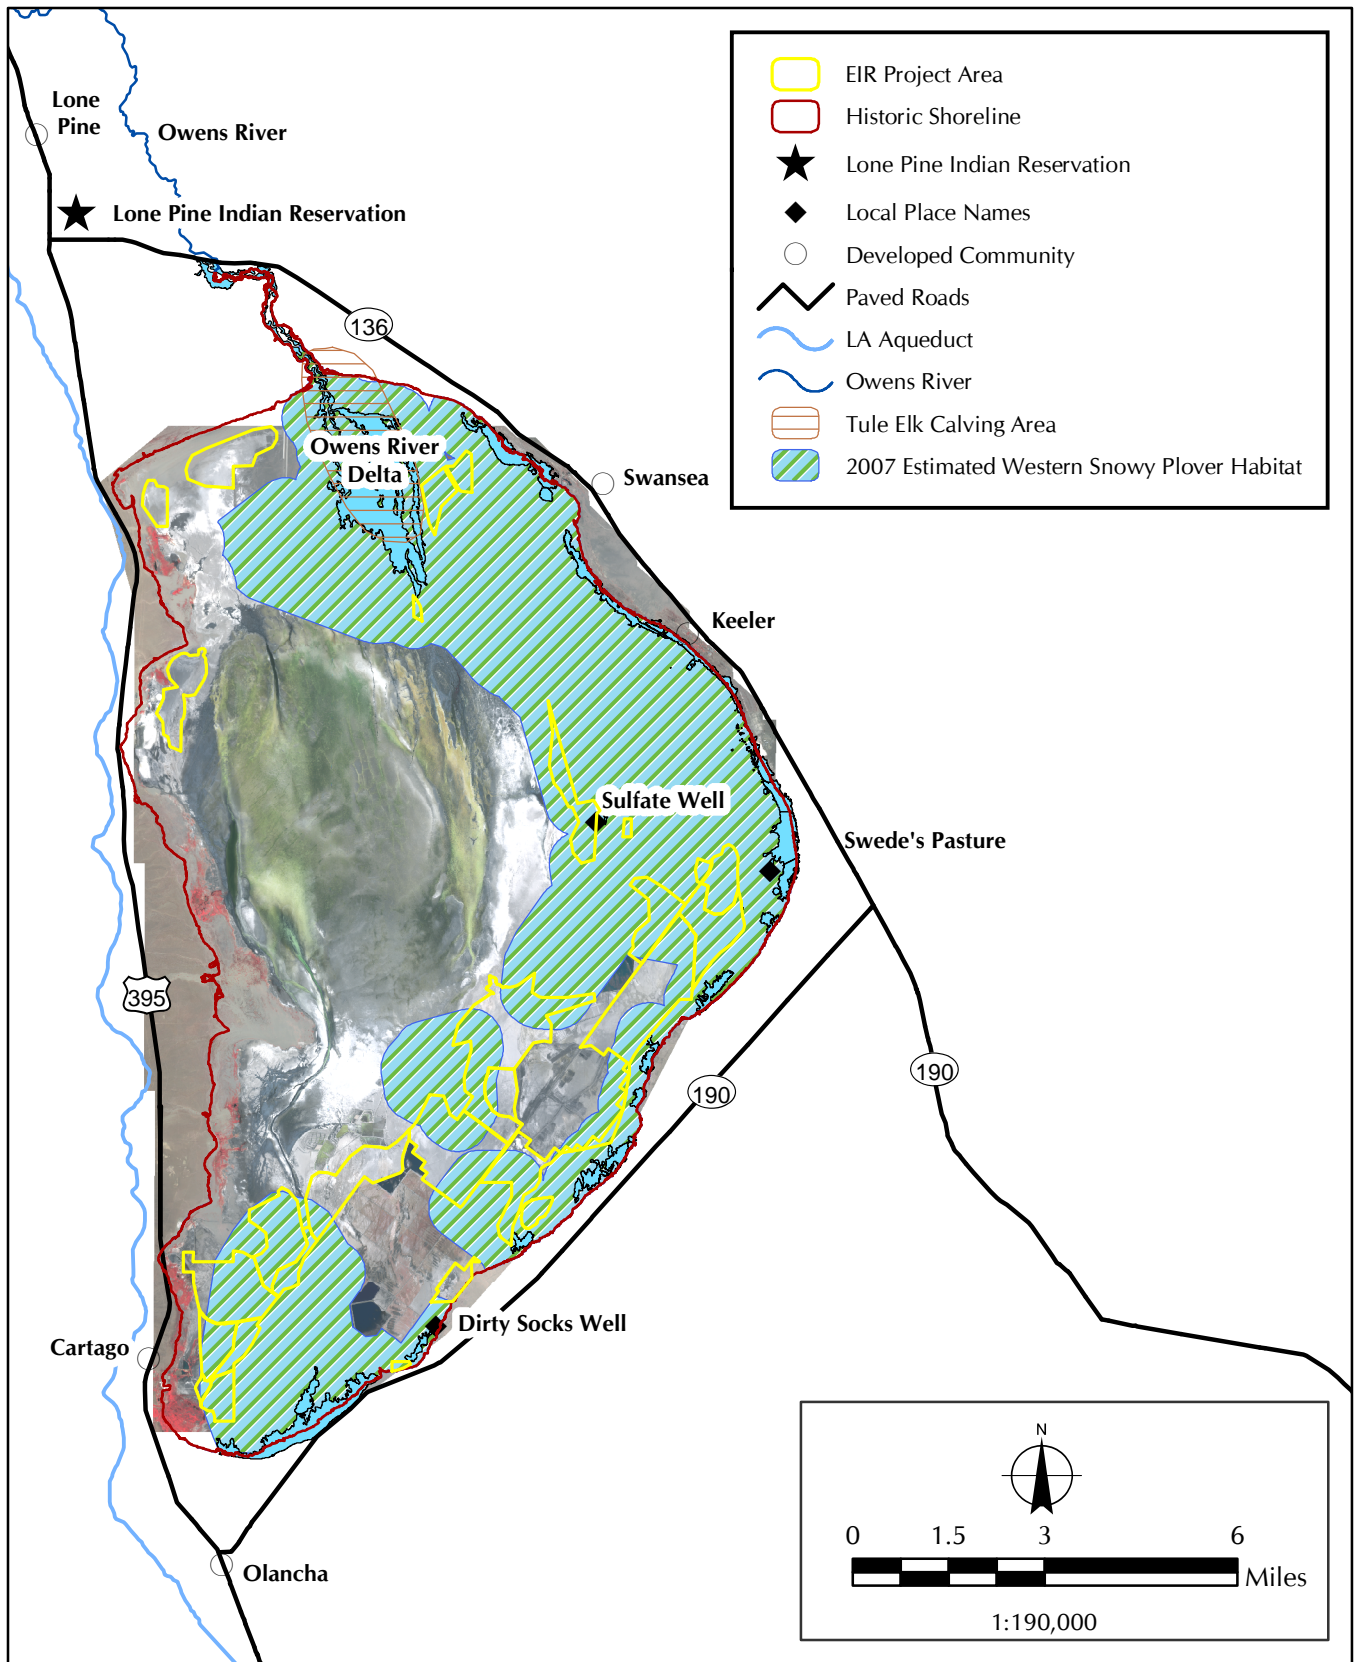 Lone
Pine
Owens River
Lone Pine Indian Reservation
136
Owens River
Delta
Swansea
Keeler
Sulfate Well
Swede's Pasture
395
190
190
Dirty Socks Well
Cartago
Olancha
EIR Project Area
Historic Shoreline
Lone Pine Indian Reservation
Local Place Names
Developed Community
Paved Roads
LA Aqueduct
Owens River
Tule Elk Calving Area
2007 Estimated Western Snowy Plover Habitat
N
0 1.5 3 6
Miles
1:190,000